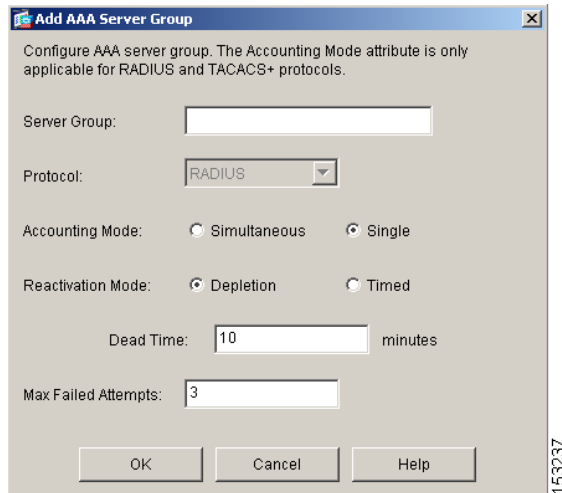 Add AAA Server Group
Configure AAA server group. The Accounting Mode attribute is only
applicable for RADIUS and TACACS+ protocols.
Server Group:
Protocol: RADIUS
Accounting Mode: Simultaneous Single
Reactivation Mode: Depletion Timed
Dead Time: 10 minutes
Max Failed Attempts: 3
OK Cancel Help
153237